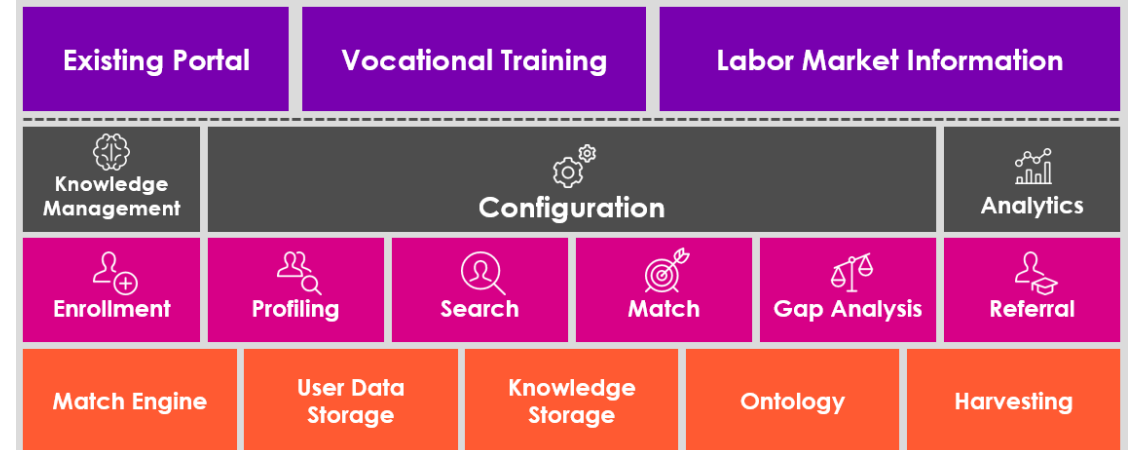 Existing Portal
Vocational Training
Labor Market Information
Knowledge
Management
Configuration
Analytics
Enrollment
Profiling
Search
Match
Gap Analysis
Referral
Match Engine
User Data
Storage
Knowledge
Storage
Ontology
Harvesting